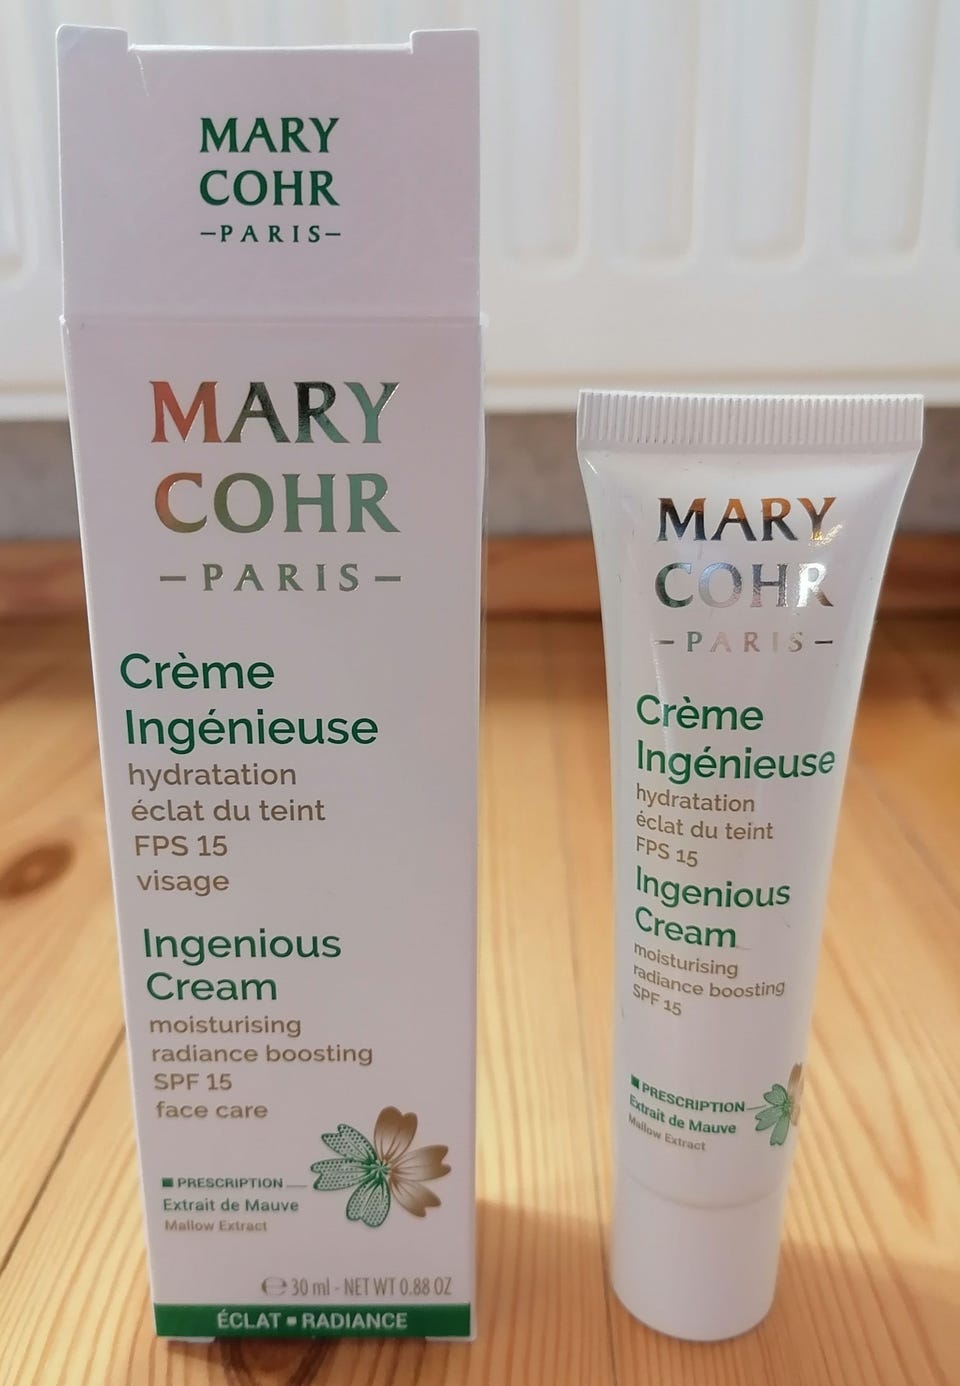 MARY
COHR
–PARIS–
MARY
COHR
– PARIS –
Crème
Ingénieuse
hydratation
éclat du teint
FPS 15
visage
Ingenious
Cream
moisturising
radiance boosting
SPF 15
face care
PRESCRIPTION
Extrait de Mauve
Mallow Extract
℮ 30 ml - NET WT 0.88 OZ
ÉCLAT ▪ RADIANCE
MARY
COHR
– PARIS –
Crème
Ingénieuse
hydratation
éclat du teint
FPS 15
Ingenious
Cream
moisturising
radiance boosting
SPF 15
PRESCRIPTION
Extrait de Mauve
Mallow Extract